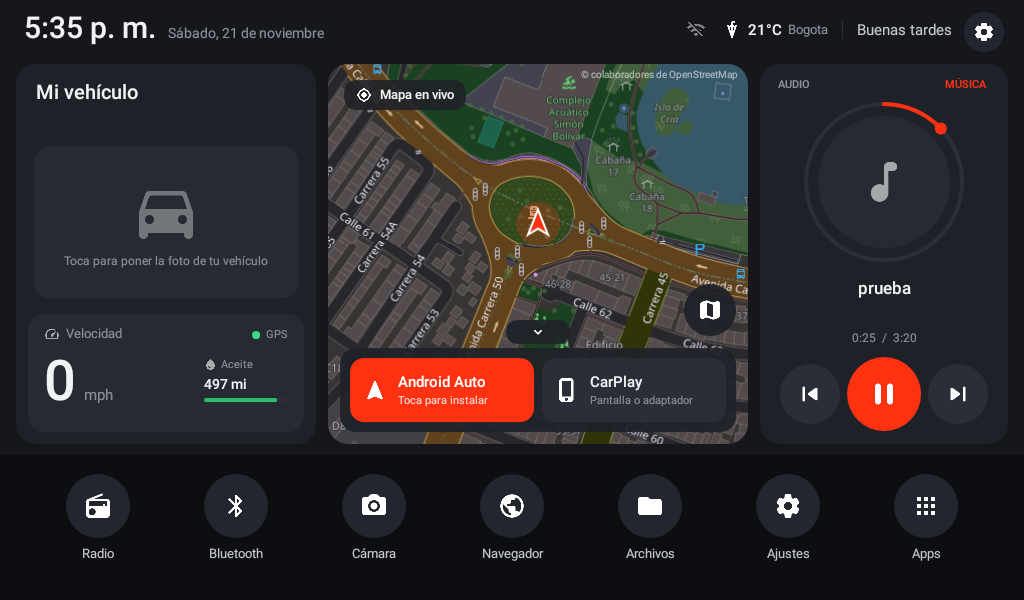 5:35 p. m.
Sábado, 21 de noviembre
21°C
Bogota
Buenas tardes
Mi vehículo
Toca para poner la foto de tu vehículo
Velocidad
GPS
0
mph
Aceite
497 mi
© colaboradores de OpenStreetMap
Mapa en vivo
Complejo
Acuático
Simón
Bolívar
Isla de
Cria
Cabaña
17
Cabaña
18
Carrera 55
Calle 61
Carrera 54A
Carrera 54
Carrera 53
Carrera 50
46-28
45-21
Calle 62
Carrera 45
Avenida Ca
37
Edificio
Calle 60
Android Auto
Toca para instalar
CarPlay
Pantalla o adaptador
AUDIO
MÚSICA
prueba
0:25 / 3:20
Radio
Bluetooth
Cámara
Navegador
Archivos
Ajustes
Apps